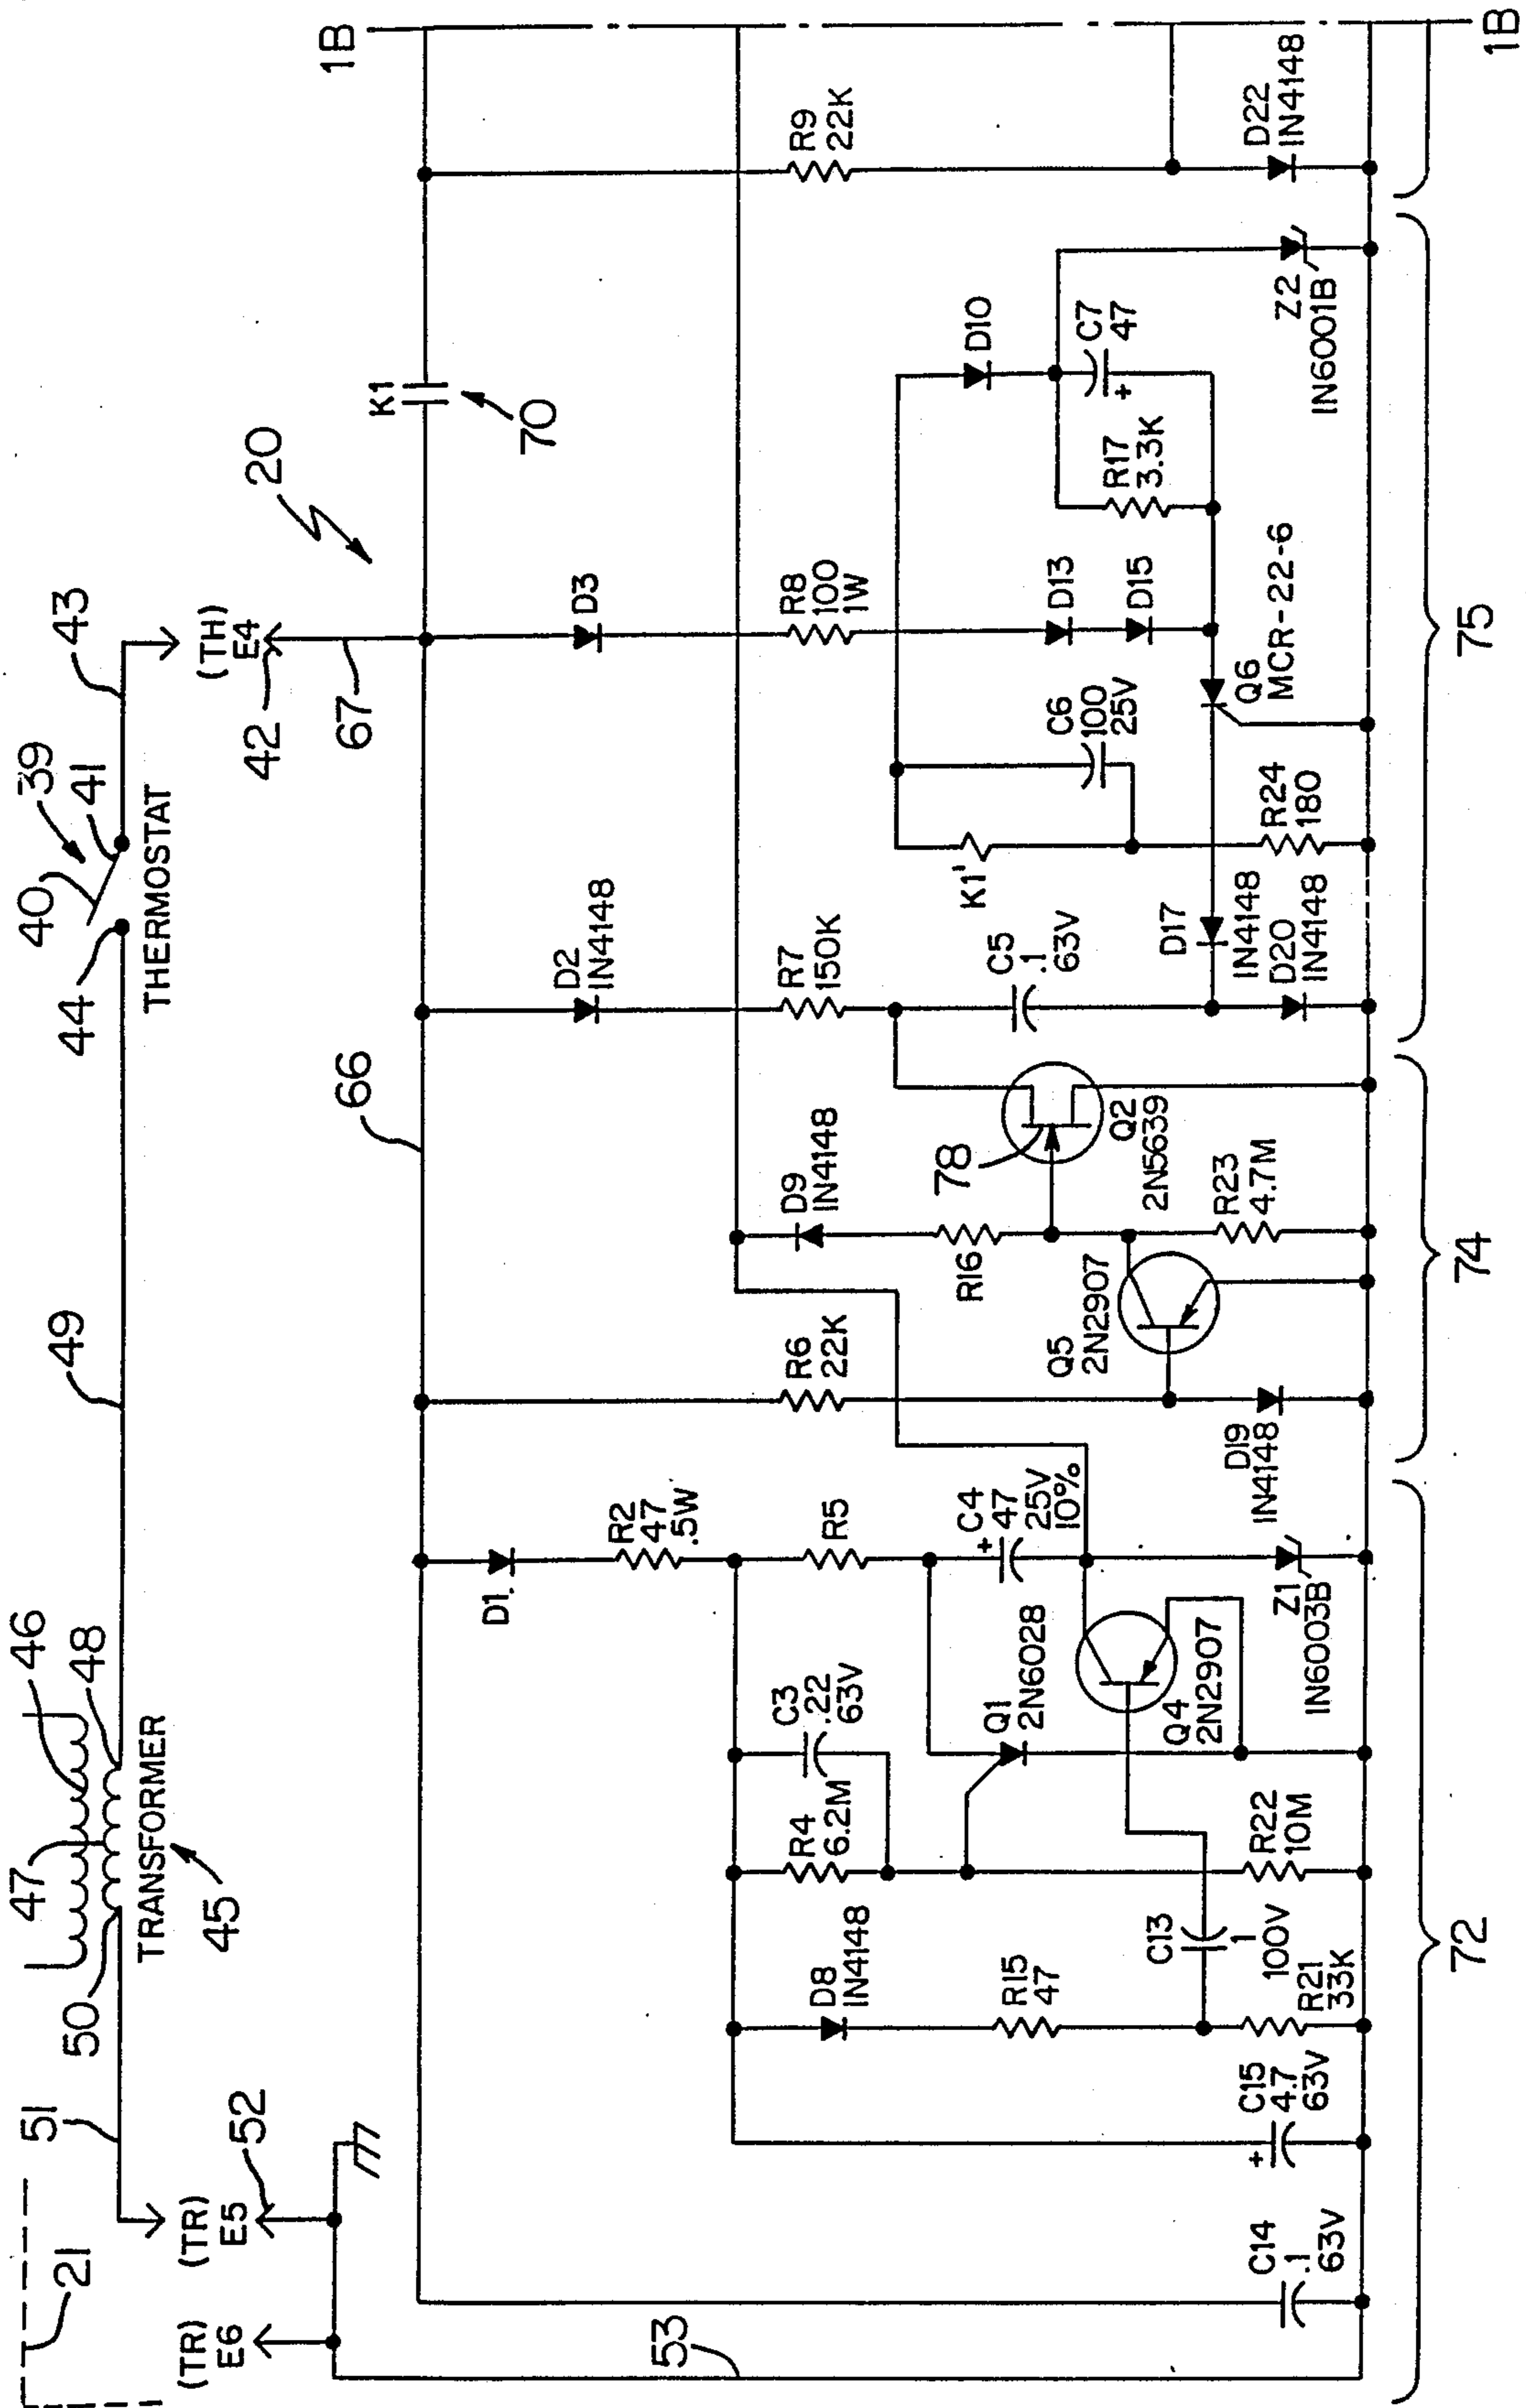 21
51
50
47
46
48
TRANSFORMER
45
49
44
40
39
41
THERMOSTAT
43
(TR)
E6
(TR)
E5
52
53
(TH)
E4
42
67
20
66
K1
70
1B
1B
C14
.1
63V
C15
4.7
63V
+
D8
IN4148
R15
47
R21
33K
C13
1
100V
R4
6.2M
C3
.22
63V
R22
10M
Q1
2N6028
Q4
2N2907
D1
R2
47
.5W
R5
C4
47
25V
10%
+
Z1
IN6003B
R6
22K
D19
IN4148
Q5
2N2907
D9
IN4148
R16
R23
4.7M
78
Q2
2N5639
D2
IN4148
R7
150K
C5
.1
63V
D17
IN4148
D20
IN4148
K1'
C6
100
25V
R24
180
D3
R8
100
1W
D13
D15
Q6
MCR-22-6
R17
3.3K
D10
C7
47
+
Z2
IN6001B
R9
22K
D22
IN4148
72
74
75